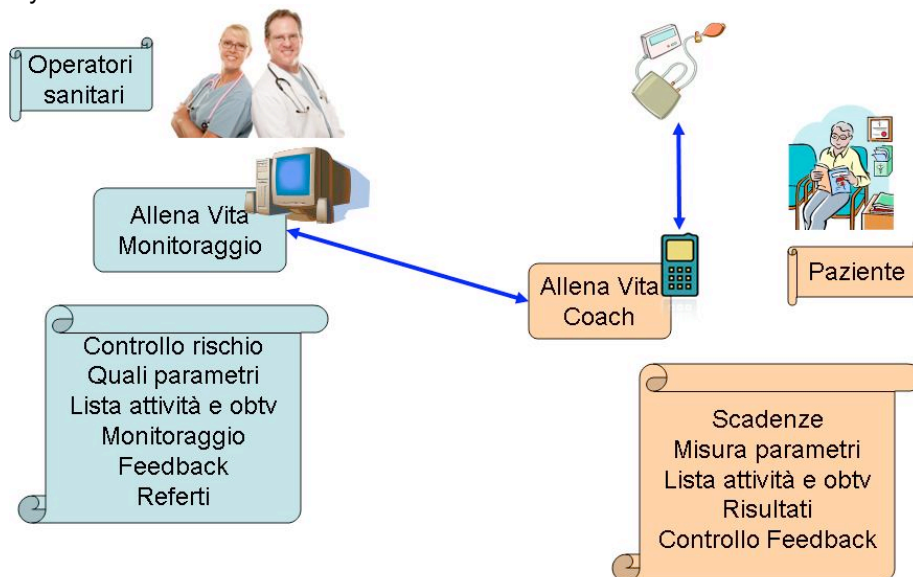 Operatori
sanitari
Allena Vita
Monitoraggio
Allena Vita
Coach
Paziente
Controllo rischio
Quali parametri
Lista attività e obtv
Monitoraggio
Feedback
Referti
Scadenze
Misura parametri
Lista attività e obtv
Risultati
Controllo Feedback